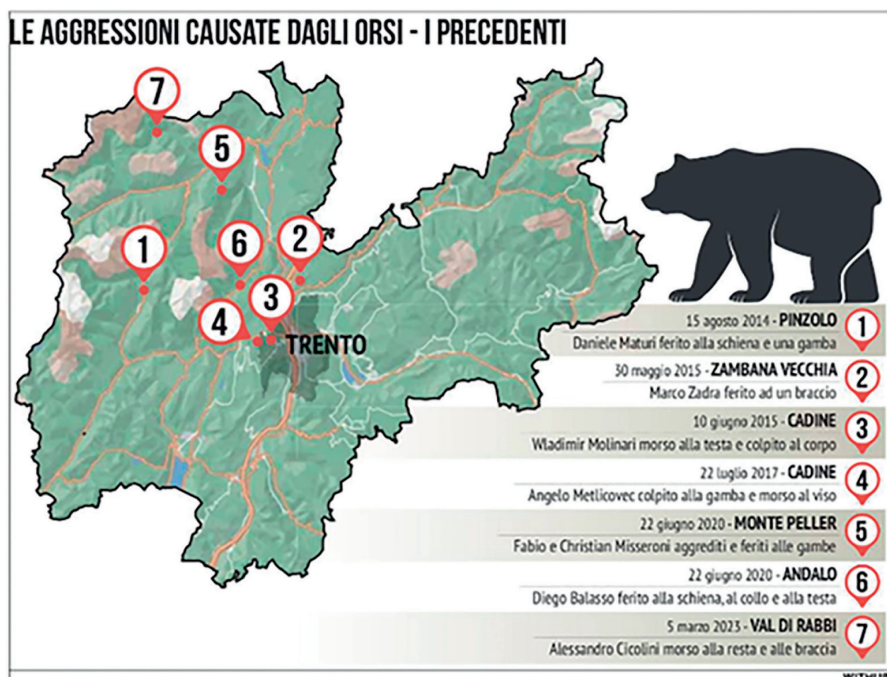 LE AGGRESSIONI CAUSATE DAGLI ORSI - I PRECEDENTI
7
5
1
6
2
4
3
TRENTO
15 agosto 2014 - PINZOLO
Daniele Maturi ferito alla schiena e una gamba
1
30 maggio 2015 - ZAMBANA VECCHIA
Marco Zadra ferito ad un braccio
2
10 giugno 2015 - CADINE
Wladimir Molinari morso alla testa e colpito al corpo
3
22 luglio 2017 - CADINE
Angelo Metlicovec colpito alla gamba e morso al viso
4
22 giugno 2020 - MONTE PELLER
Fabio e Christian Misseroni aggrediti e feriti alle gambe
5
22 giugno 2020 - ANDALO
Diego Balasso ferito alla schiena, al collo e alla testa
6
5 marzo 2023 - VAL DI RABBI
Alessandro Cicolini morso alla resta e alle braccia
7